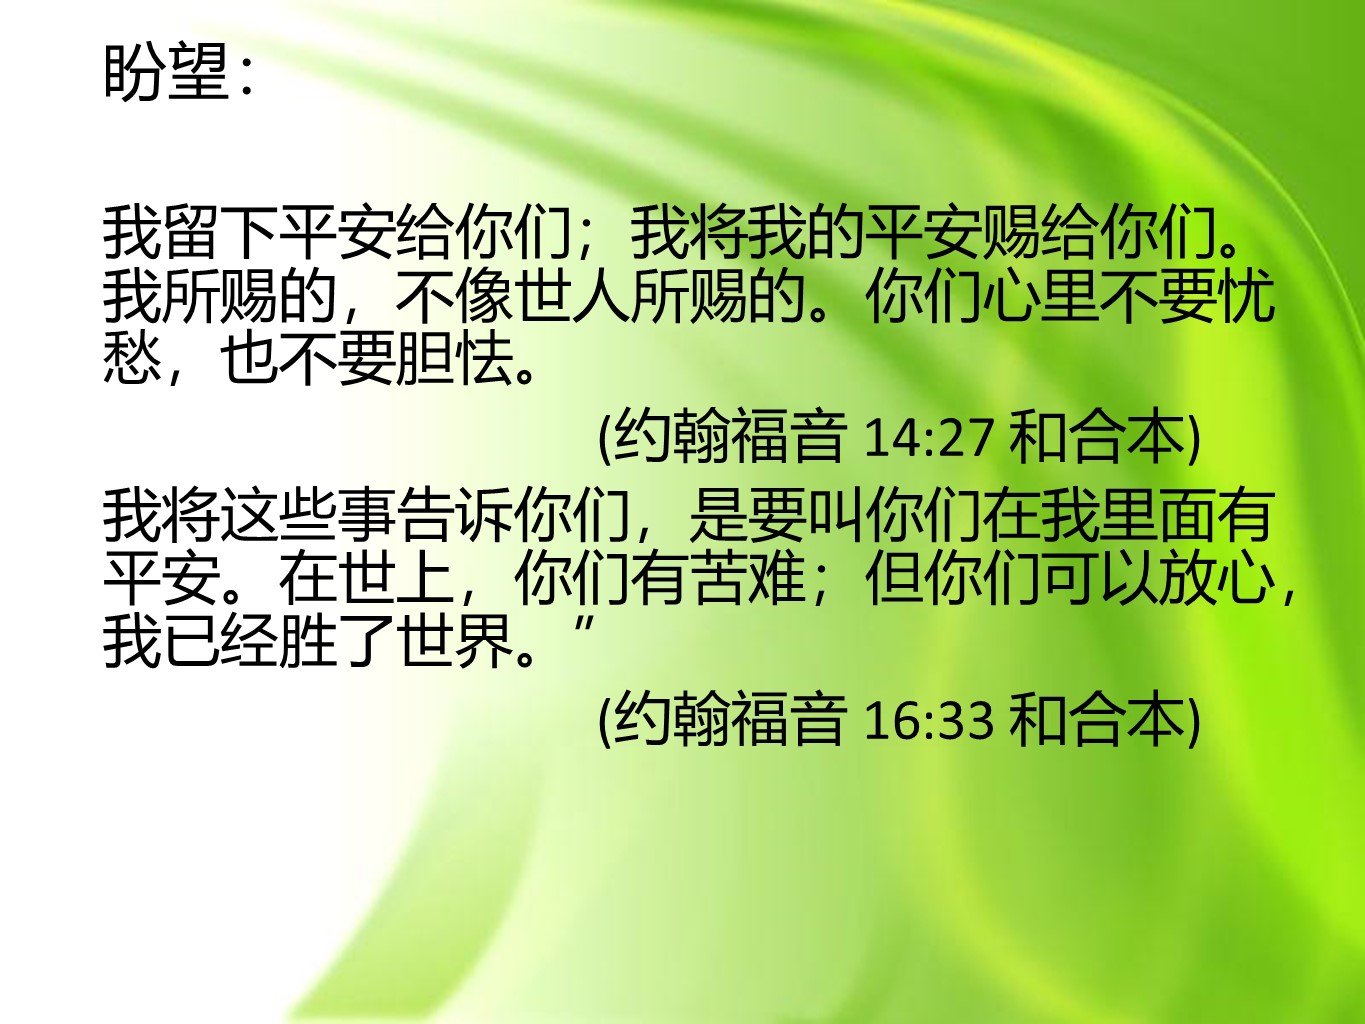 盼望：
我留下平安给你们；我将我的平安赐给你们。
我所赐的，不像世人所赐的。你们心里不要忧
愁，也不要胆怯。
(约翰福音 14:27 和合本)
我将这些事告诉你们，是要叫你们在我里面有
平安。在世上，你们有苦难；但你们可以放心，
我已经胜了世界。”
(约翰福音 16:33 和合本)